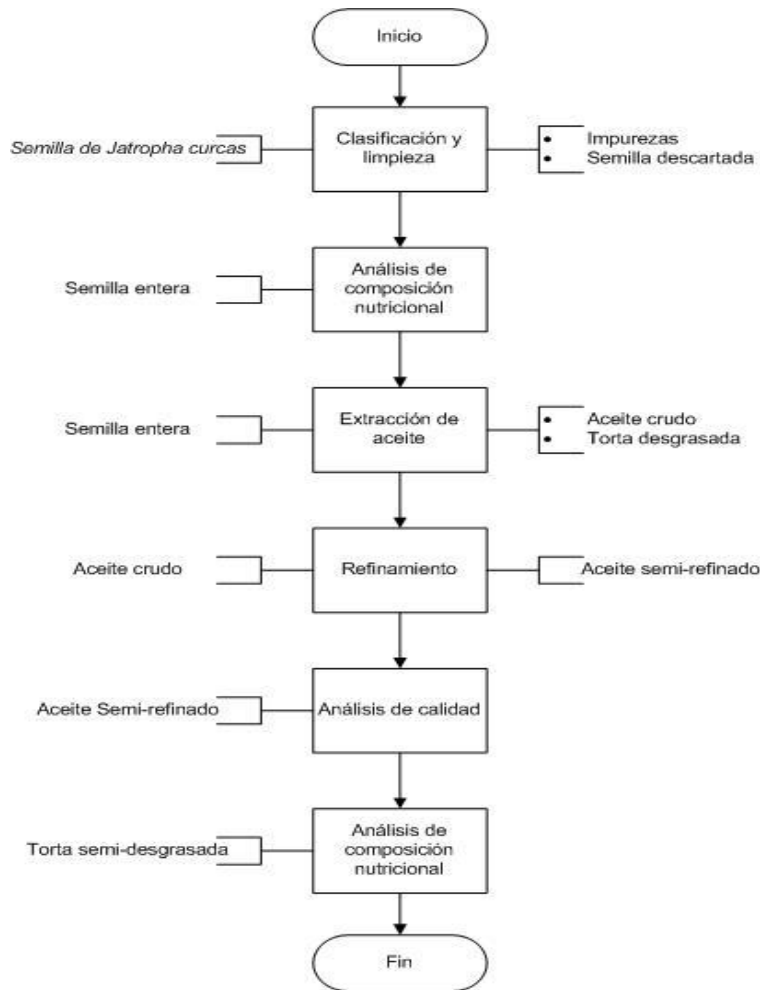 Inicio
Semilla de Jatropha curcas
Clasificación y
limpieza
• Impurezas
• Semilla descartada
Semilla entera
Análisis de
composición
nutricional
Semilla entera
Extracción de
aceite
• Aceite crudo
• Torta desgrasada
Aceite crudo
Refinamiento
Aceite semi-refinado
Aceite Semi-refinado
Análisis de calidad
Torta semi-desgrasada
Análisis de
composición
nutricional
Fin